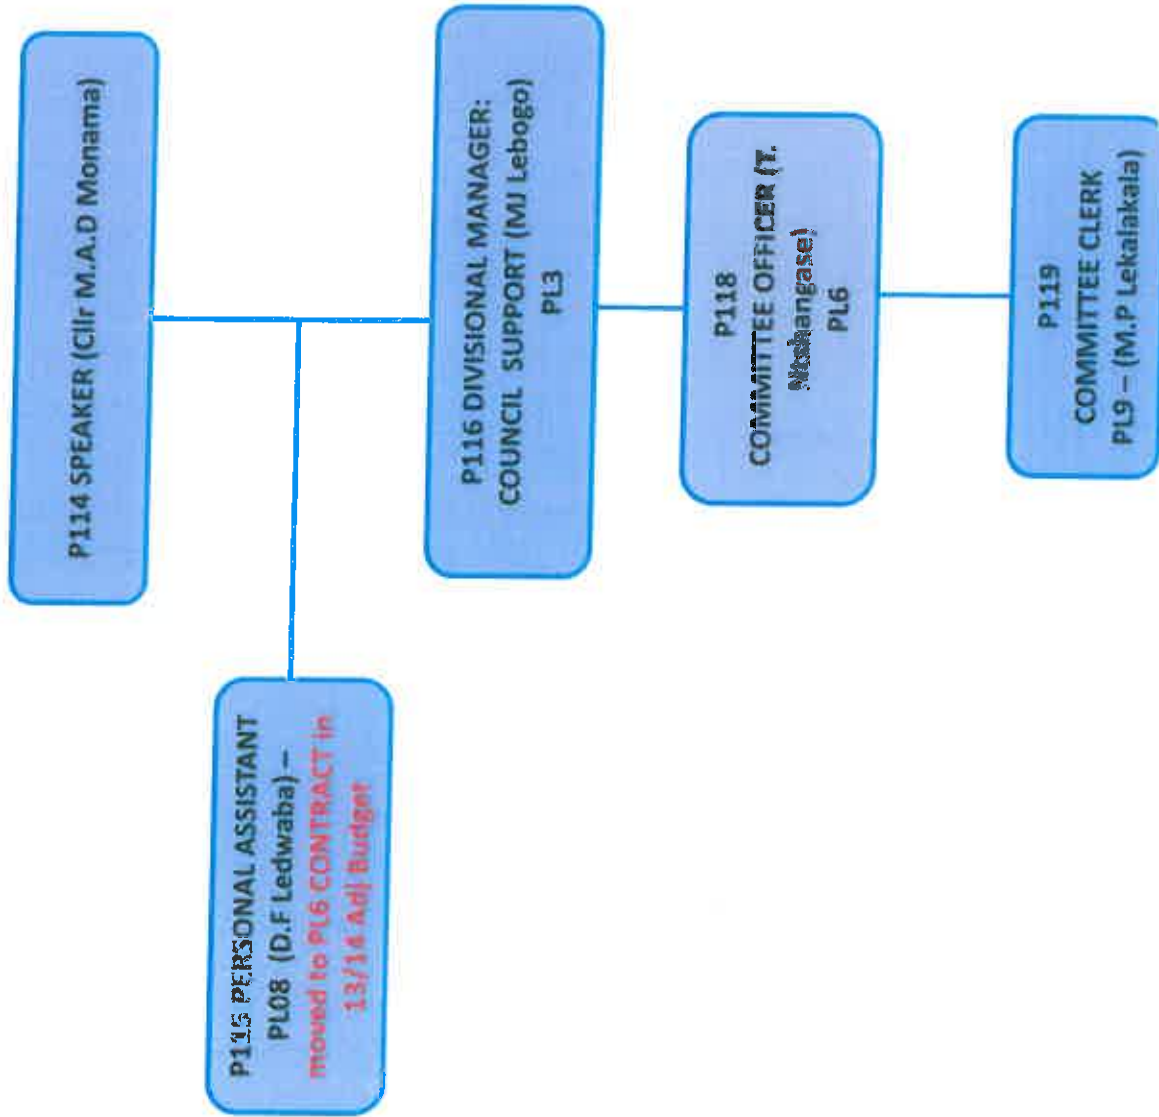 P114 SPEAKER (Cllr M.A.D Monama)
P115 PERSONAL ASSISTANT
PL08 (D.F Ledwaba) –
moved to PL6 CONTRACT in
13/14 Adj Budget
P116 DIVISIONAL MANAGER:
COUNCIL SUPPORT (MJ Lebogo)
PL3
P118
COMMITTEE OFFICER (T.
PL6
P119
COMMITTEE CLERK
PL9 – (M.P Lekalakala)